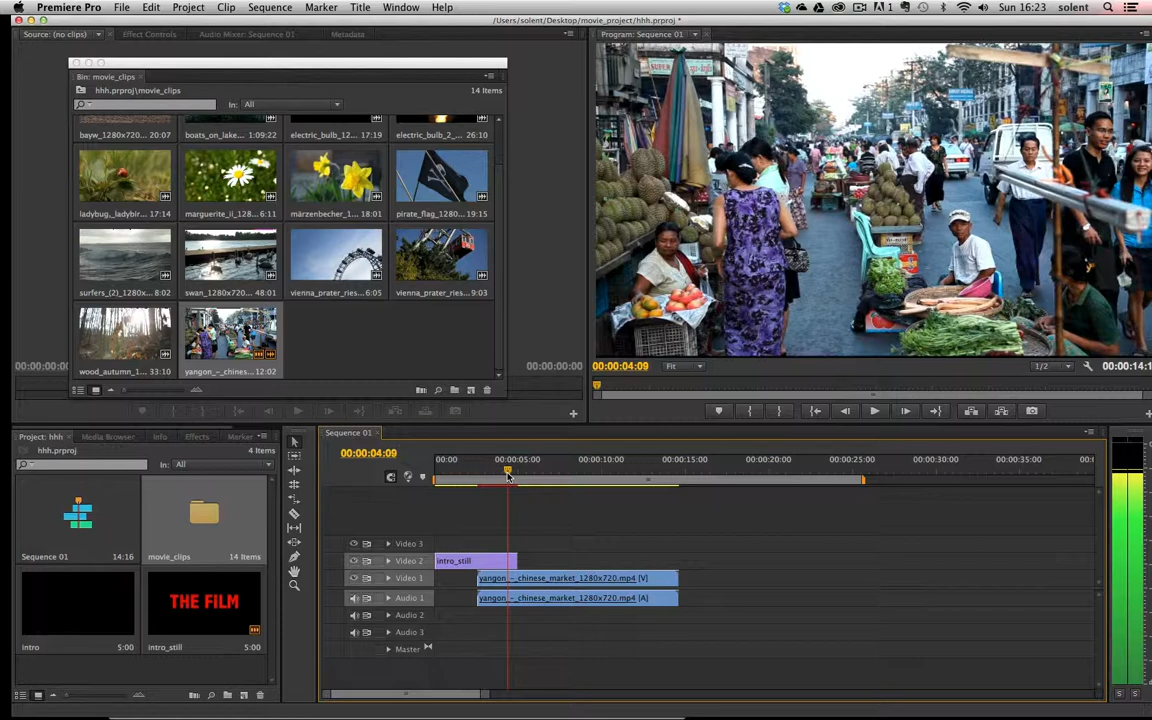 Premiere Pro File Edit Project Clip Sequence Marker Title Window Help 1 Sun 16:23 solent
/Users/solent/Desktop/movie_project/hhh.prproj *
Source: (no clips) Effect Controls Audio Mixer: Sequence 01 Metadata
Program: Sequence 01
Bin: movie_clips
hhh.prproj\movie_clips 14 Items
In: All
bayw_1280x720... 20:07 boats_on_lake... 1:09:22 electric_bulb_12... 17:19 electric_bulb_2_... 26:10
ladybug,_ladybir... 17:14 marguerite_ii_128... 6:11 märzenbecher_1... 18:01 pirate_flag_1280... 19:15
surfers_(2)_1280x... 8:02 swan_1280x720... 48:01 vienna_prater_ries... 6:05 vienna_prater_ries... 9:03
wood_autumn_1... 33:10 yangon_-_chines... 12:02
00:00:00:00 00:00:00:00
00:00:04:09 Fit 1/2 00:00:14:1
Project: hhh Media Browser Info Effects Marker
hhh.prproj 4 Items
In: All
Sequence 01 14:16 movie_clips 14 Items
THE FILM
intro 5:00 intro_still 5:00
Sequence 01
00:00:04:09
00:00 00:00:05:00 00:00:10:00 00:00:15:00 00:00:20:00 00:00:25:00 00:00:30:00 00:00:35:00 00:0
Video 3
Video 2 intro_still
Video 1 yangon_-_chinese_market_1280x720.mp4 [V]
Audio 1 yangon_-_chinese_market_1280x720.mp4 [A]
Audio 2
Audio 3
Master
S S